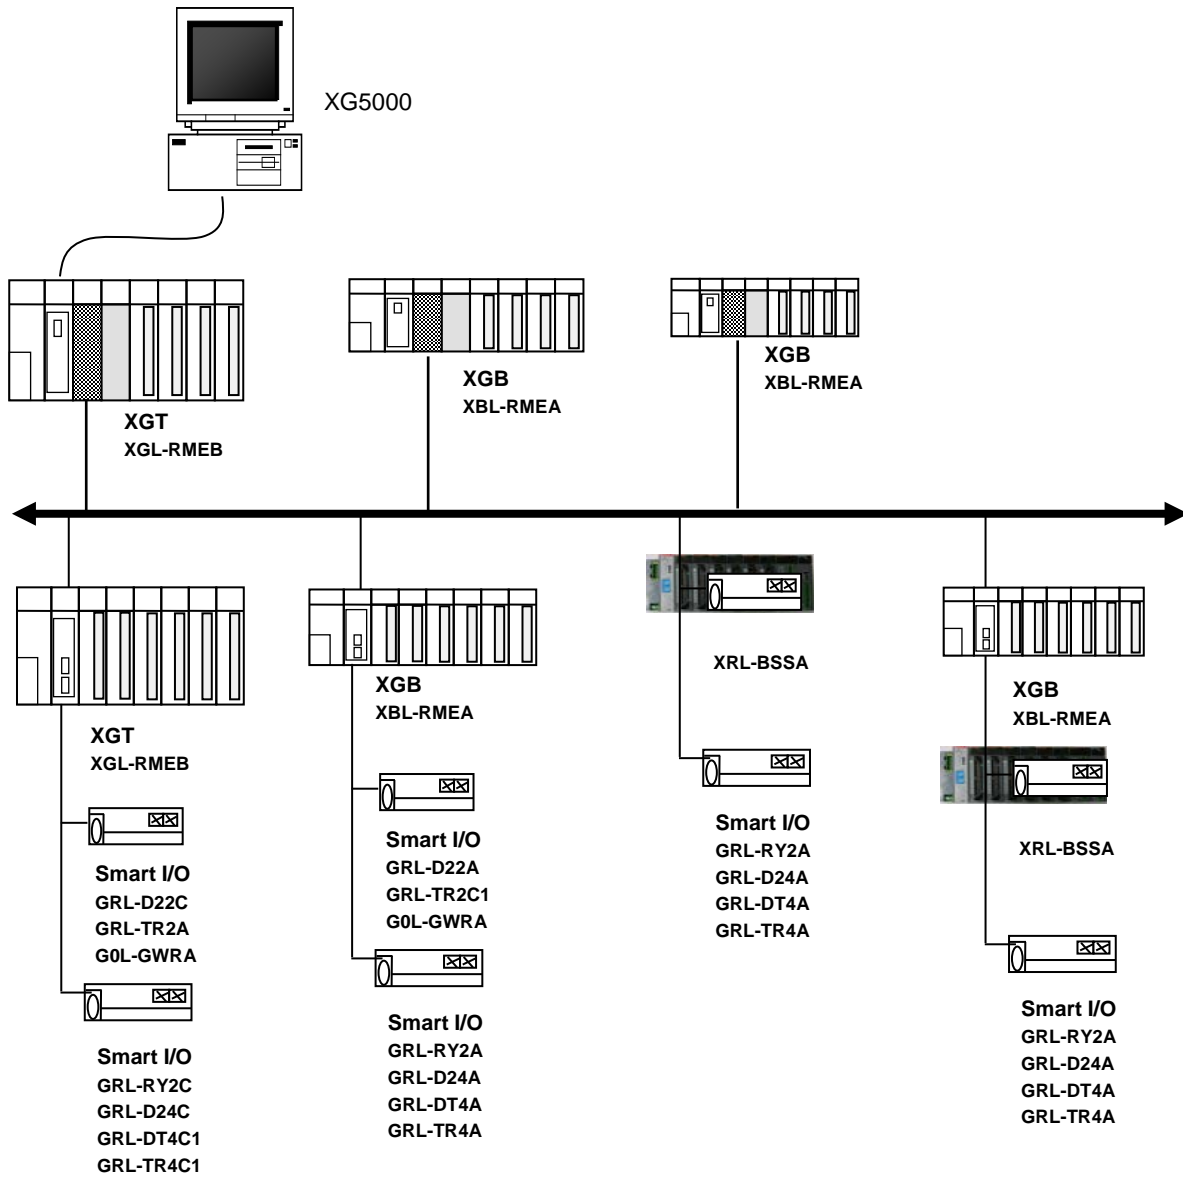 XG5000
XGT
XGL-RMEB
XGB
XBL-RMEA
XGB
XBL-RMEA
XGT
XGL-RMEB
Smart I/O
GRL-D22C
GRL-TR2A
G0L-GWRA
Smart I/O
GRL-RY2C
GRL-D24C
GRL-DT4C1
GRL-TR4C1
XGB
XBL-RMEA
Smart I/O
GRL-D22A
GRL-TR2C1
G0L-GWRA
Smart I/O
GRL-RY2A
GRL-D24A
GRL-DT4A
GRL-TR4A
XRL-BSSA
Smart I/O
GRL-RY2A
GRL-D24A
GRL-DT4A
GRL-TR4A
XGB
XBL-RMEA
XRL-BSSA
Smart I/O
GRL-RY2A
GRL-D24A
GRL-DT4A
GRL-TR4A